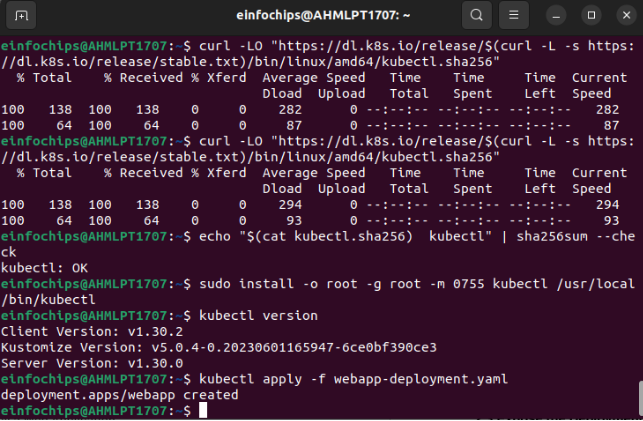 einfochips@AHMLPT1707: ~
einfochips@AHMLPT1707:~$ curl -LO "https://dl.k8s.io/release/$(curl -L -s https:
//dl.k8s.io/release/stable.txt)/bin/linux/amd64/kubectl.sha256"
% Total % Received % Xferd Average Speed Time Time Time Current
Dload Upload Total Spent Left Speed
100 138 100 138 0 0 282 0 --:--:-- --:--:-- --:--:-- 282
100 64 100 64 0 0 87 0 --:--:-- --:--:-- --:--:-- 87
einfochips@AHMLPT1707:~$ curl -LO "https://dl.k8s.io/release/$(curl -L -s https:
//dl.k8s.io/release/stable.txt)/bin/linux/amd64/kubectl.sha256"
% Total % Received % Xferd Average Speed Time Time Time Current
Dload Upload Total Spent Left Speed
100 138 100 138 0 0 294 0 --:--:-- --:--:-- --:--:-- 294
100 64 100 64 0 0 93 0 --:--:-- --:--:-- --:--:-- 93
einfochips@AHMLPT1707:~$ echo "$(cat kubectl.sha256)  kubectl" | sha256sum --che
ck
kubectl: OK
einfochips@AHMLPT1707:~$ sudo install -o root -g root -m 0755 kubectl /usr/local
/bin/kubectl
einfochips@AHMLPT1707:~$ kubectl version
Client Version: v1.30.2
Kustomize Version: v5.0.4-0.20230601165947-6ce0bf390ce3
Server Version: v1.30.0
einfochips@AHMLPT1707:~$ kubectl apply -f webapp-deployment.yaml
deployment.apps/webapp created
einfochips@AHMLPT1707:~$